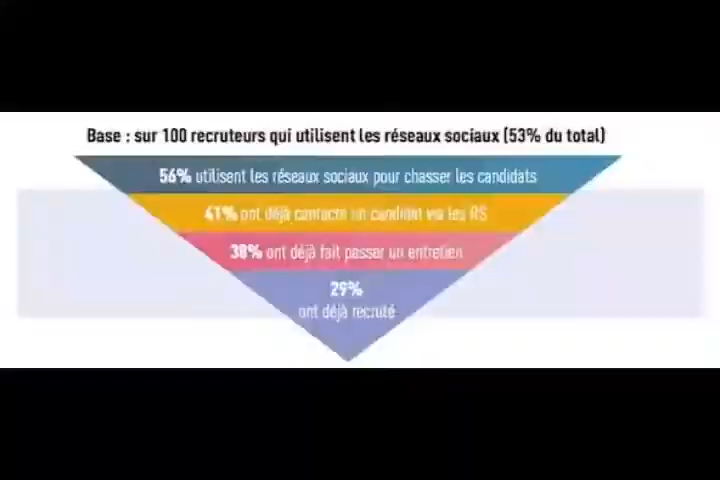 Base : sur 100 recruteurs qui utilisent les réseaux sociaux (53% du total)
56% utilisent les réseaux sociaux pour chasser les candidats
41% ont déjà contacté un candidat via les RS
38% ont déjà fait passer un entretien
29%
ont déjà recruté